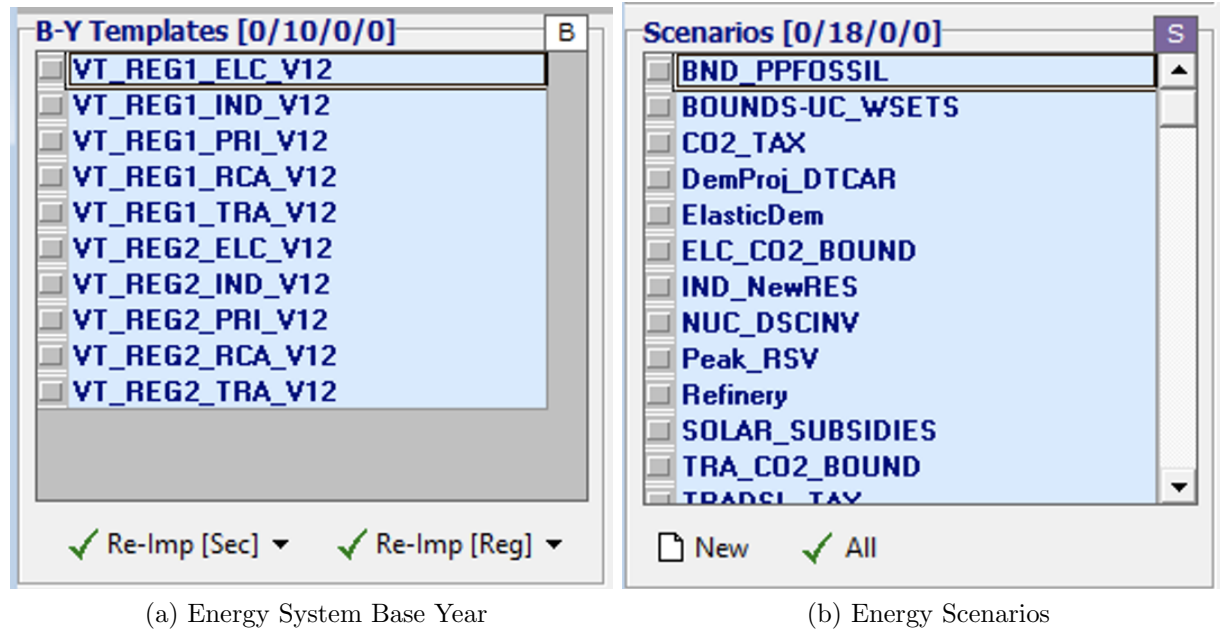 B-Y Templates [0/10/0/0]
B
VT_REG1_ELC_V12
VT_REG1_IND_V12
VT_REG1_PRI_V12
VT_REG1_RCA_V12
VT_REG1_TRA_V12
VT_REG2_ELC_V12
VT_REG2_IND_V12
VT_REG2_PRI_V12
VT_REG2_RCA_V12
VT_REG2_TRA_V12
Re-Imp [Sec]
Re-Imp [Reg]
(a) Energy System Base Year
Scenarios [0/18/0/0]
S
BND_PPFOSSIL
BOUNDS-UC_WSETS
CO2_TAX
DemProj_DTCAR
ElasticDem
ELC_CO2_BOUND
IND_NewRES
NUC_DSCINV
Peak_RSV
Refinery
SOLAR_SUBSIDIES
TRA_CO2_BOUND
New
All
(b) Energy Scenarios